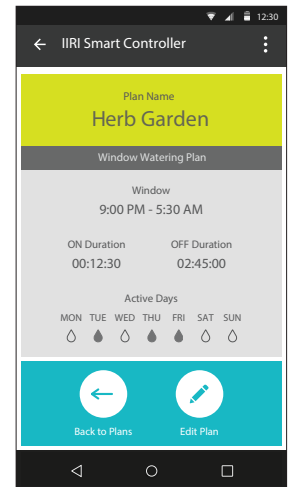 12:30
IIRI Smart Controller
Plan Name
Herb Garden
Window Watering Plan
Window
9:00 PM - 5:30 AM
ON Duration OFF Duration
00:12:30 02:45:00
Active Days
MON TUE WED THU FRI SAT SUN
Back to Plans Edit Plan